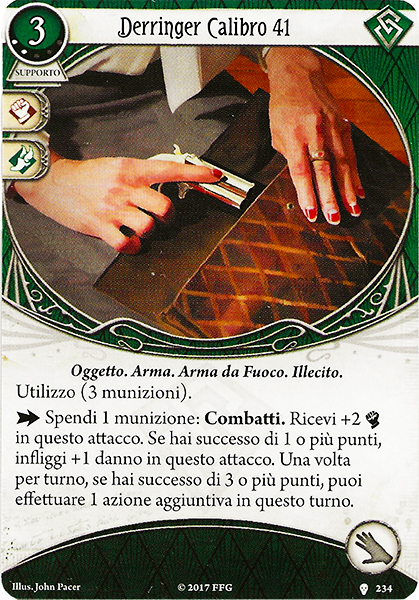 Derringer Calibro 41
3
SUPPORTO
Oggetto. Arma. Arma da Fuoco. Illecito.
Utilizzo (3 munizioni).
Spendi 1 munizione: Combatti. Ricevi +2
in questo attacco. Se hai successo di 1 o più punti,
infliggi +1 danno in questo attacco. Una volta
per turno, se hai successo di 3 o più punti, puoi
effettuare 1 azione aggiuntiva in questo turno.
Illus. John Pacer
© 2017 FFG
234